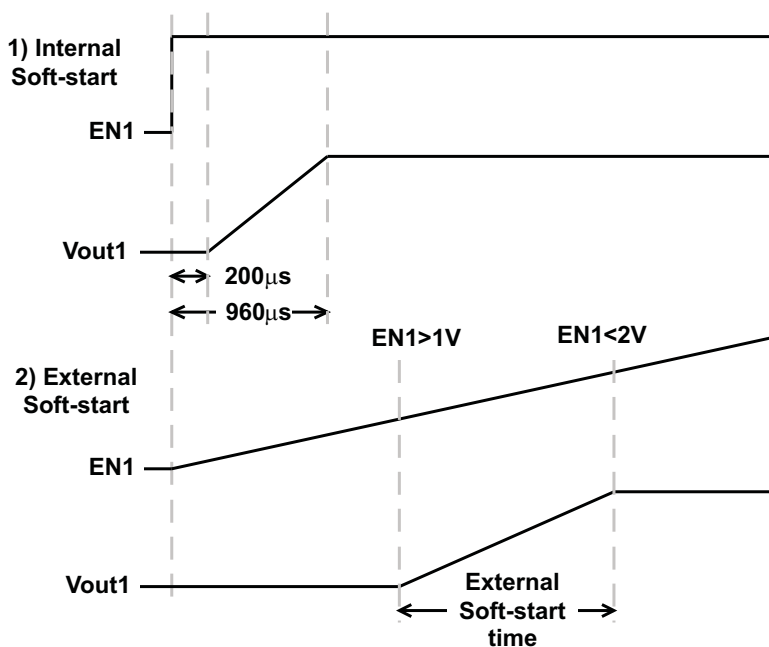 1) Internal
Soft-start
EN1
Vout1
200μs
960μs
EN1>1V
EN1<2V
2) External
Soft-start
EN1
Vout1
External
Soft-start
time